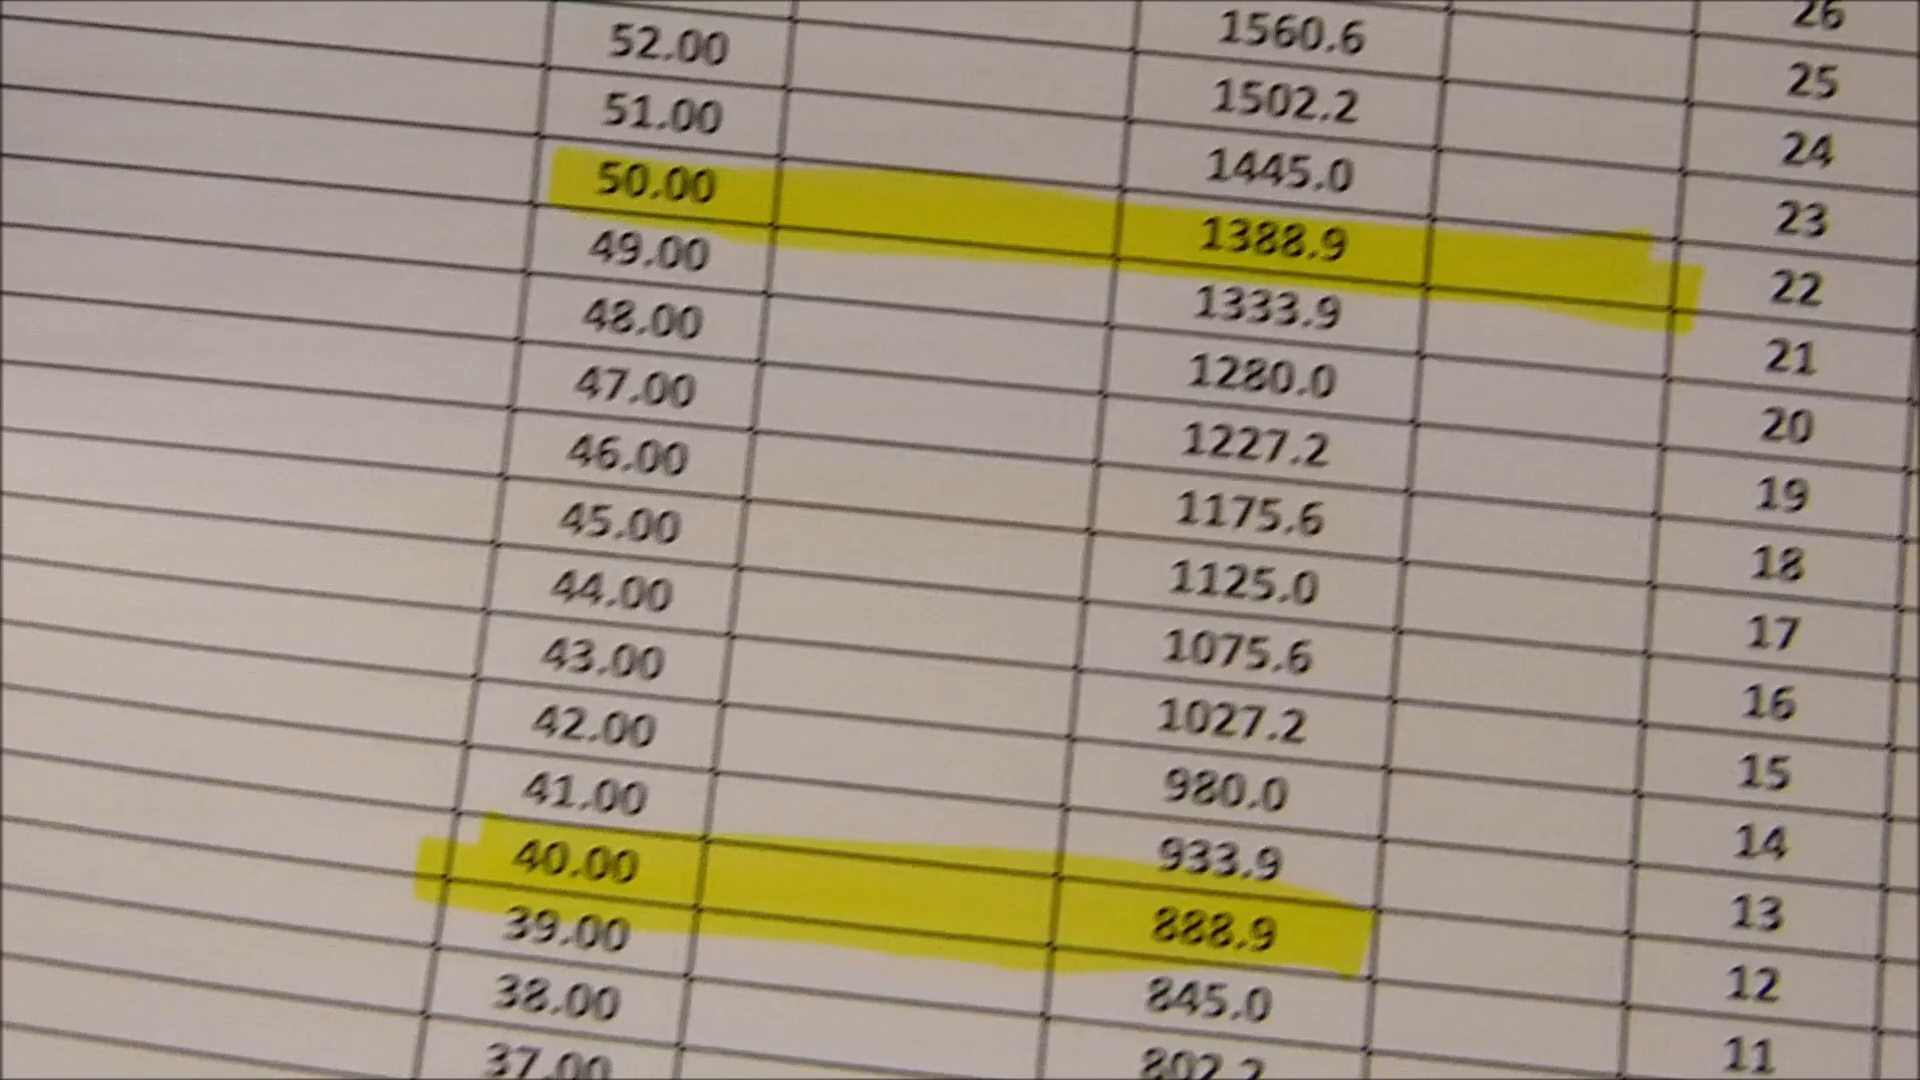 26
1560.6 25
52.00 1502.2 24
51.00 1445.0 23
50.00 1388.9 22
49.00 1333.9 21
48.00 1280.0 20
47.00 1227.2 19
46.00 1175.6 18
45.00 1125.0 17
44.00 1075.6 16
43.00 1027.2 15
42.00 980.0 14
41.00 933.9 13
40.00 888.9 12
39.00 845.0 11
38.00 802.2
37.00